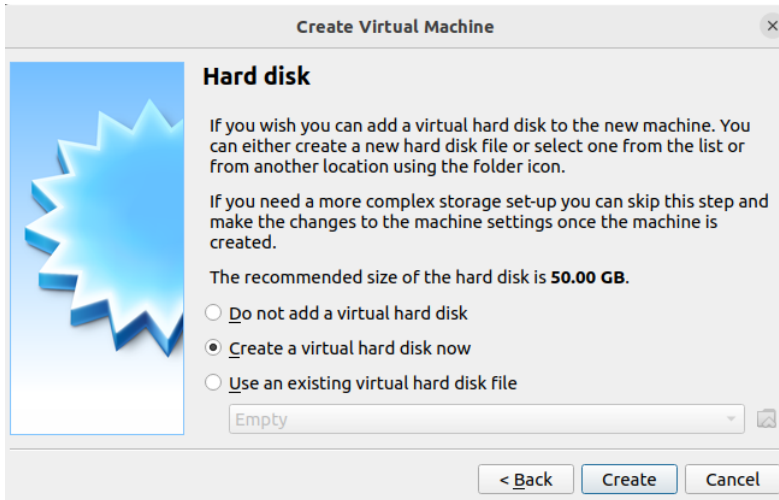 Create Virtual Machine
Hard disk
If you wish you can add a virtual hard disk to the new machine. You
can either create a new hard disk file or select one from the list or
from another location using the folder icon.
If you need a more complex storage set-up you can skip this step and
make the changes to the machine settings once the machine is
created.
The recommended size of the hard disk is 50.00 GB.
Do not add a virtual hard disk
Create a virtual hard disk now
Use an existing virtual hard disk file
Empty
< Back Create Cancel